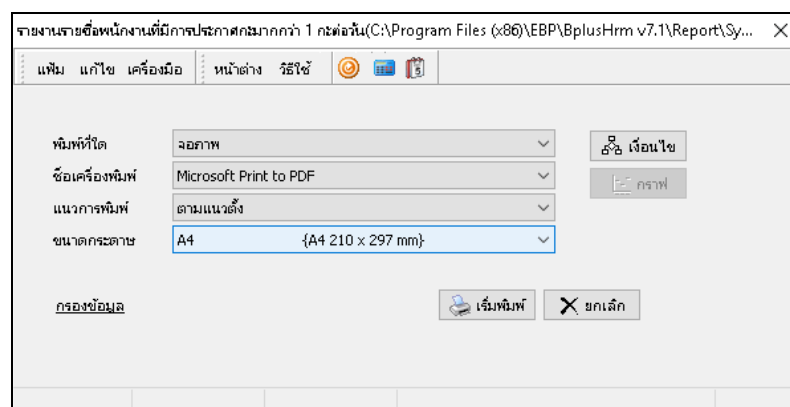 รายงานรายชื่อพนักงานที่มีการประกาศกะมากกว่า 1 กะต่อวัน(C:\Program Files (x86)\EBP\BplusHrm v7.1\Report\Sy...
แฟ้ม แก้ไข เครื่องมือ หน้าต่าง วิธีใช้
พิมพ์ที่ใด จอภาพ เงื่อนไข
ชื่อเครื่องพิมพ์ Microsoft Print to PDF กราฟ
แนวการพิมพ์ ตามแนวตั้ง
ขนาดกระดาษ A4 {A4 210 x 297 mm}
กรองข้อมูล เริ่มพิมพ์ ยกเลิก